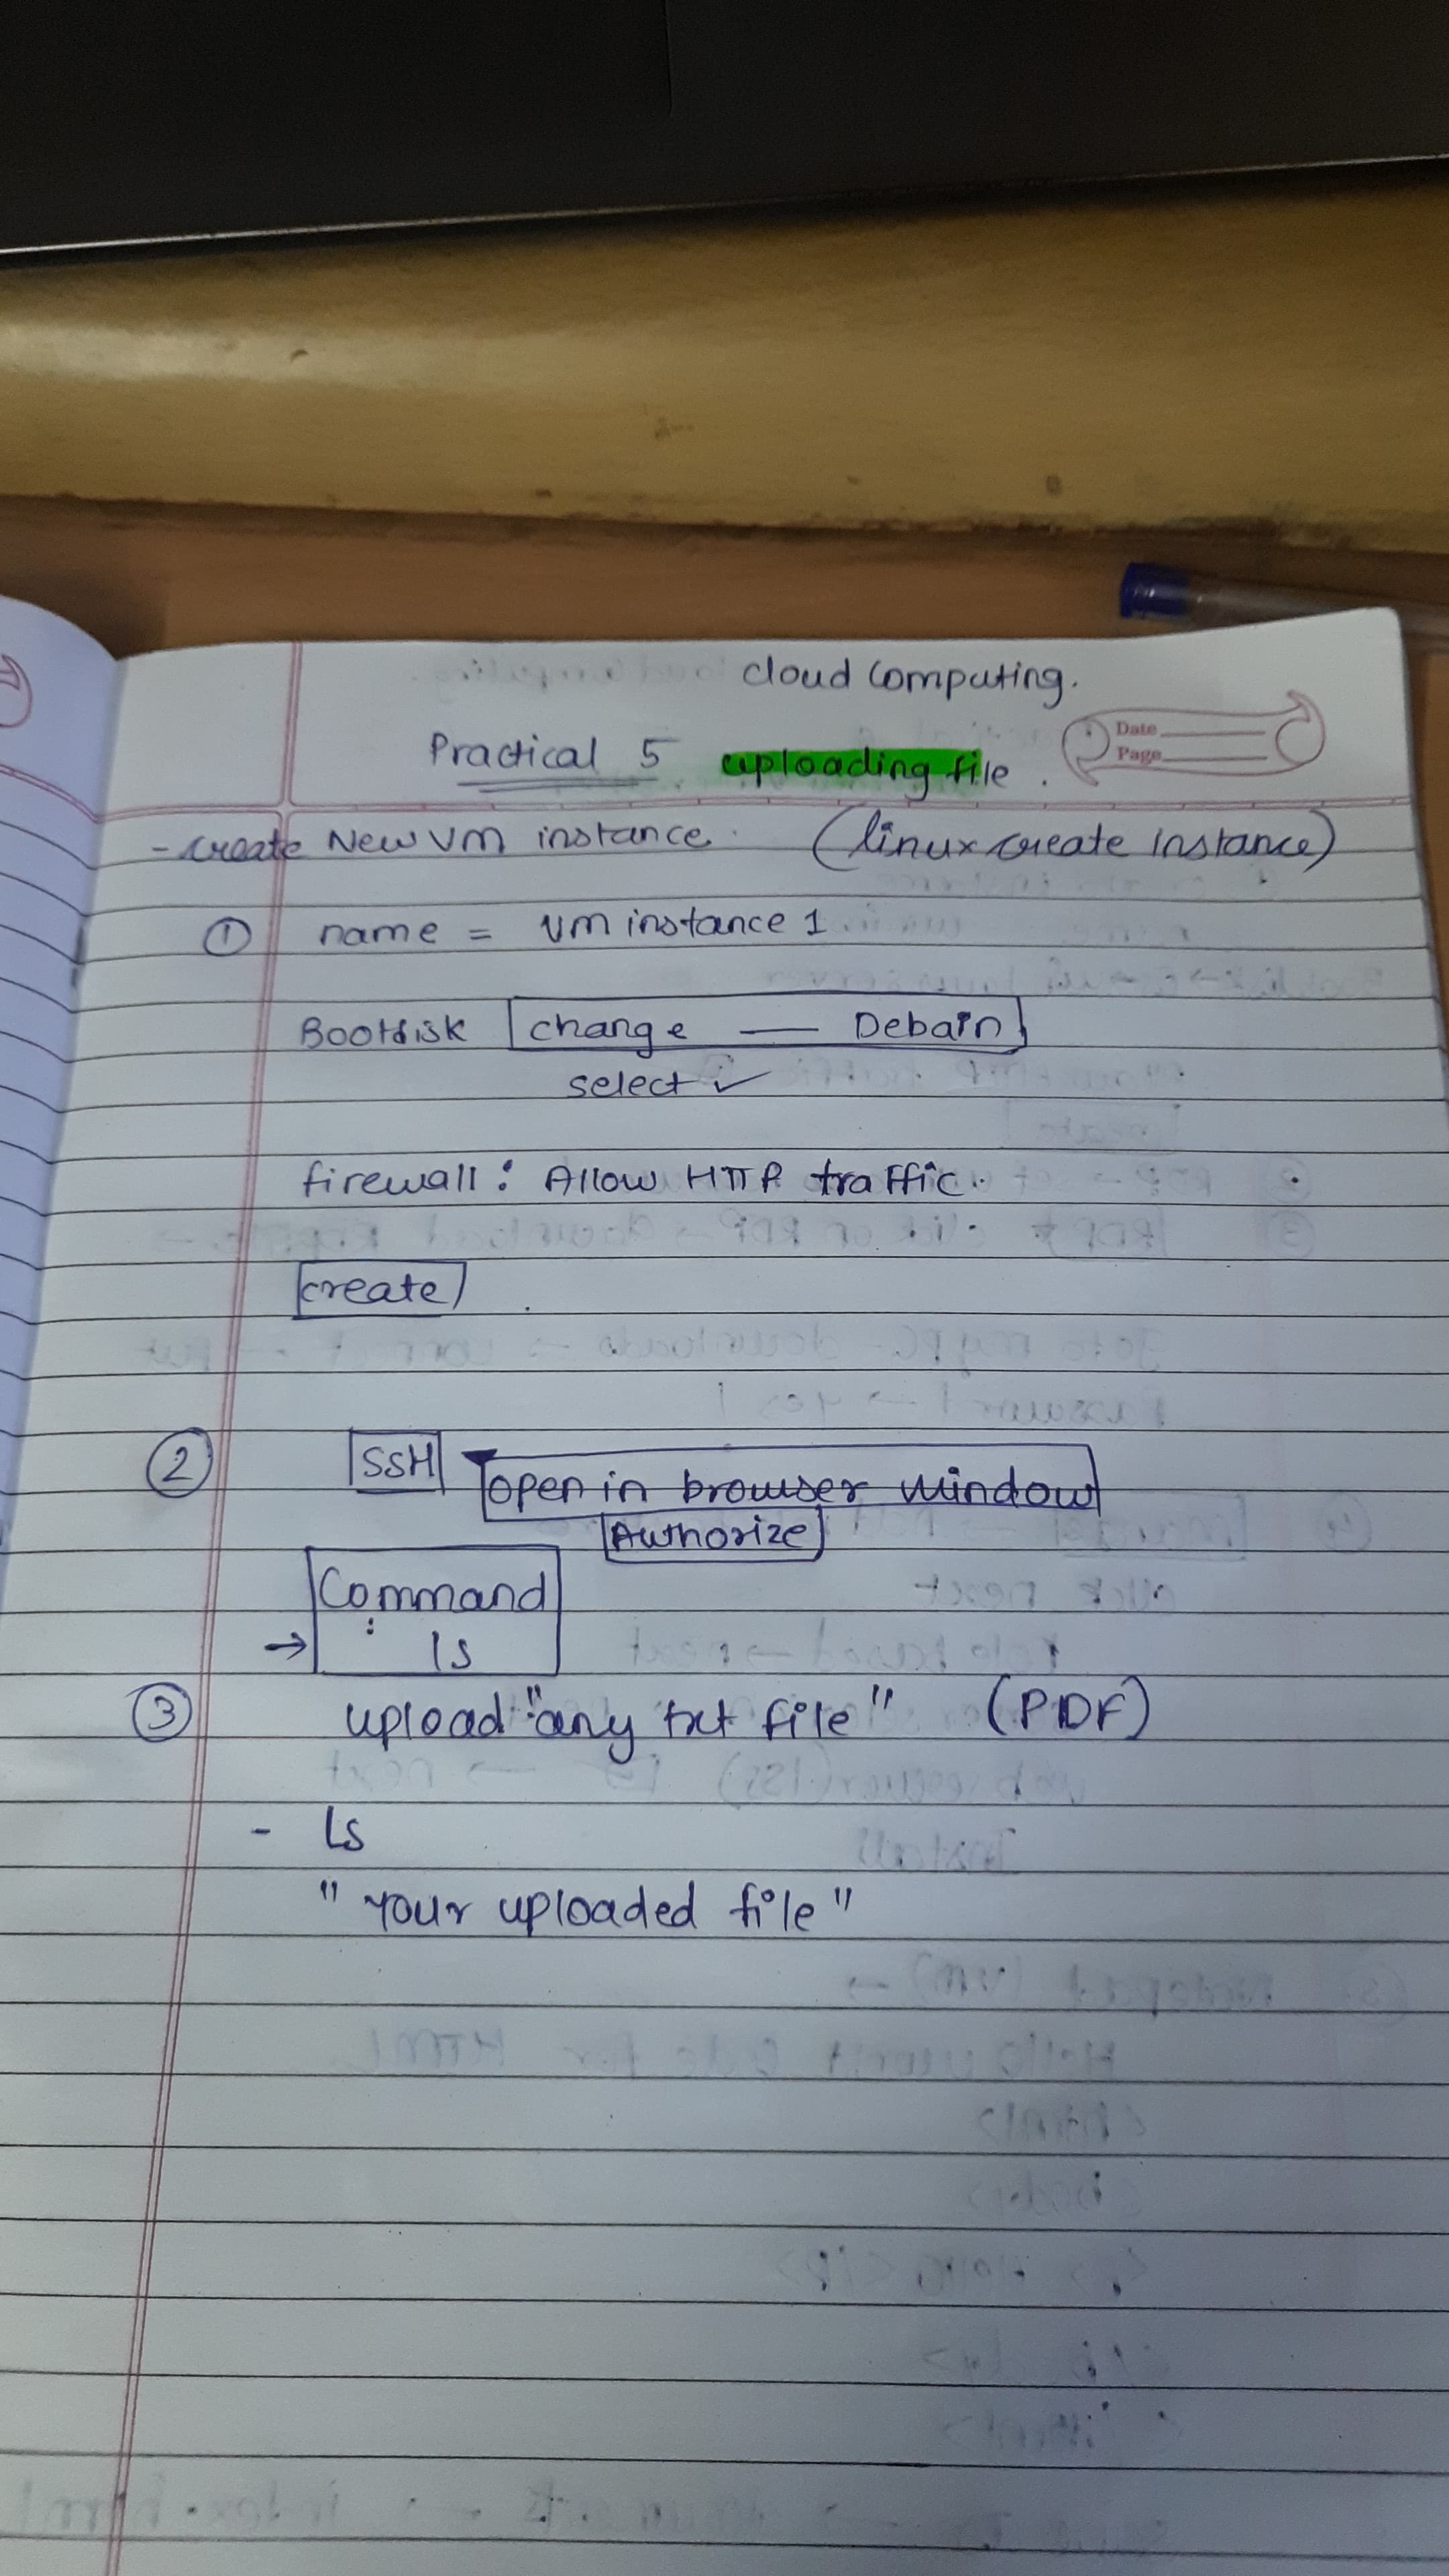 cloud Computing.
Practical 5 uploading file.
Date
Page
- create New VM instance. (linux create instance)
① name = vm instance 1
Bootdisk change — Debain
select ✓
firewall : Allow HTTP traffic.
create
② SSH open in browser window
Authorize
Command
: 
→ ls
③ upload "any txt file" (PDF)
- ls
" Your uploaded file "